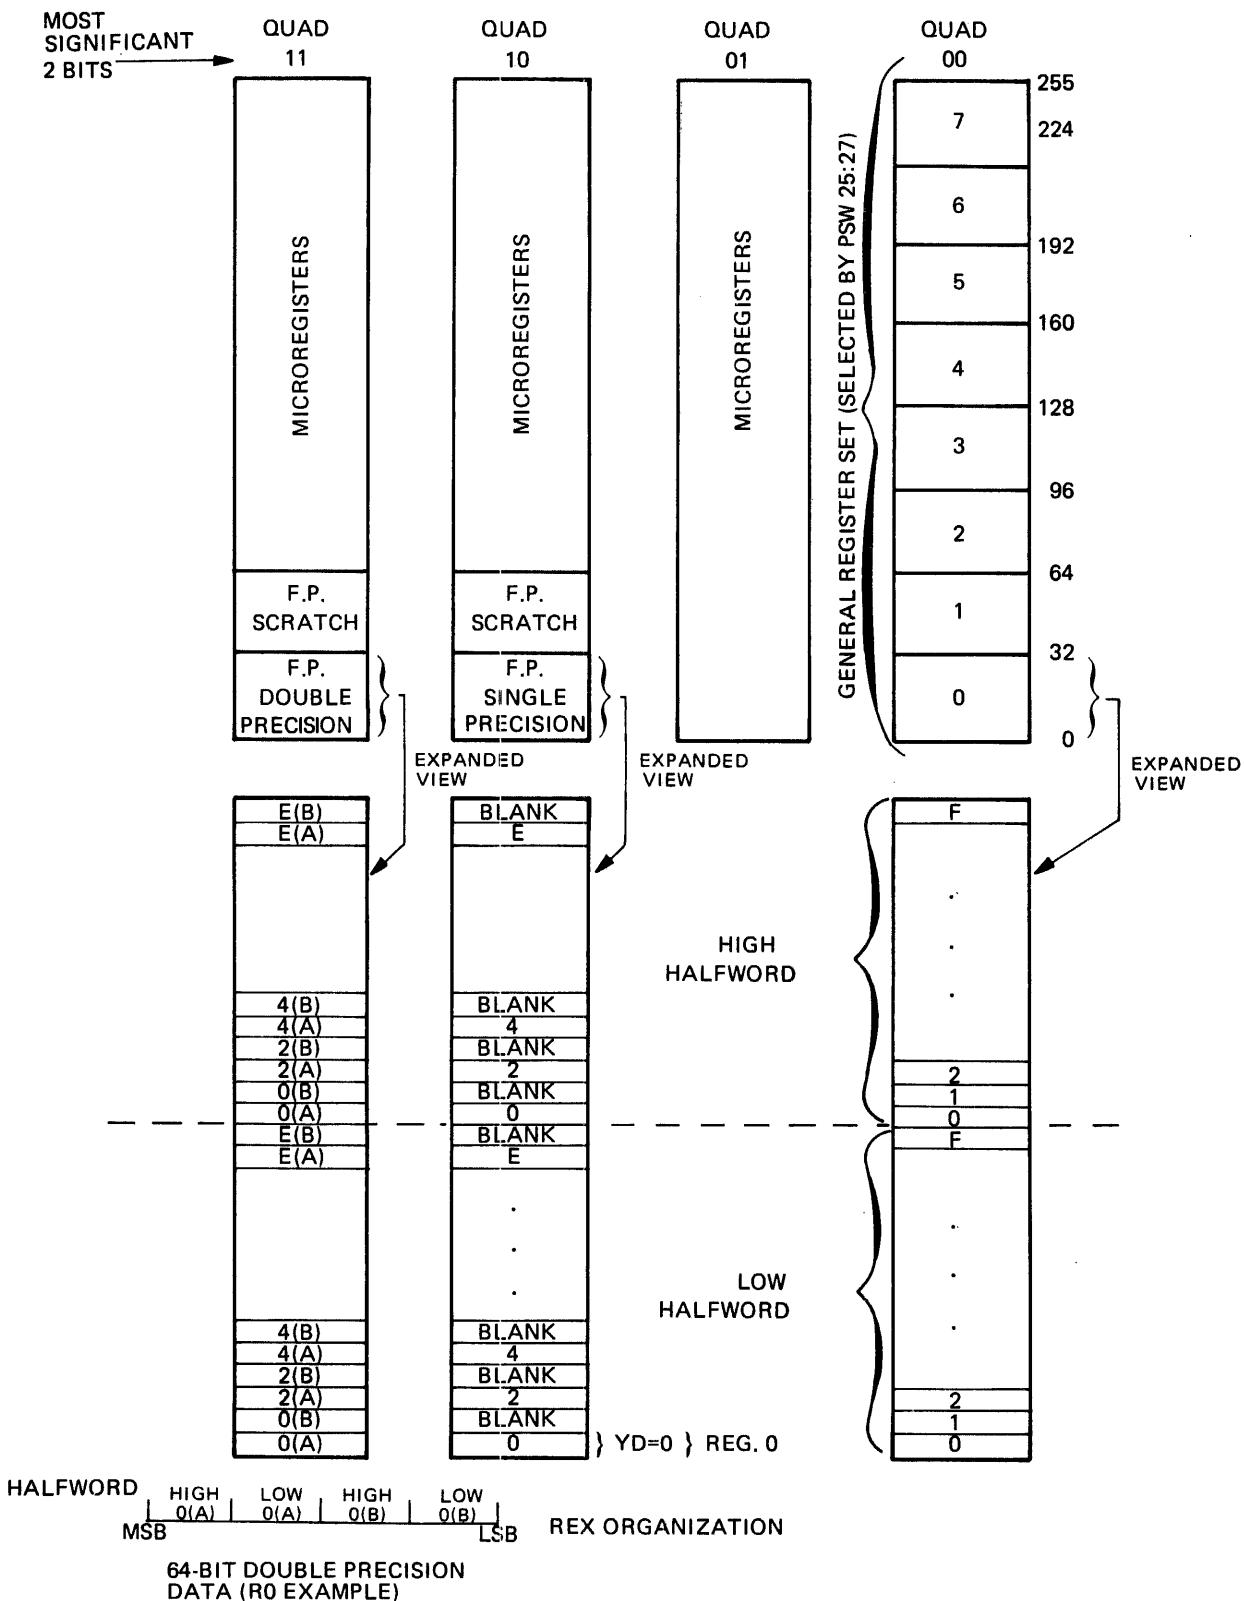 MOST
SIGNIFICANT
2 BITS
QUAD
11
QUAD
10
QUAD
01
QUAD
00
MICROREGISTERS
F.P.
SCRATCH
F.P.
DOUBLE
PRECISION
EXPANDED
VIEW
MICROREGISTERS
F.P.
SCRATCH
F.P.
SINGLE
PRECISION
EXPANDED
VIEW
MICROREGISTERS
GENERAL REGISTER SET (SELECTED BY PSW 25:27)
7
6
5
4
3
2
1
0
255
224
192
160
128
96
64
32
0
EXPANDED
VIEW
E(B)
E(A)
4(B)
4(A)
2(B)
2(A)
0(B)
0(A)
E(B)
E(A)
4(B)
4(A)
2(B)
2(A)
0(B)
0(A)
BLANK
E
BLANK
4
BLANK
2
BLANK
0
BLANK
E
.
.
.
BLANK
4
BLANK
2
BLANK
0
} YD=0 } REG. 0
HIGH
HALFWORD
LOW
HALFWORD
F
.
.
.
2
1
0
F
.
.
.
2
1
0
HALFWORD
HIGH
0(A)
LOW
0(A)
HIGH
0(B)
LOW
0(B)
MSB
LSB
REX ORGANIZATION
64-BIT DOUBLE PRECISION
DATA (R0 EXAMPLE)